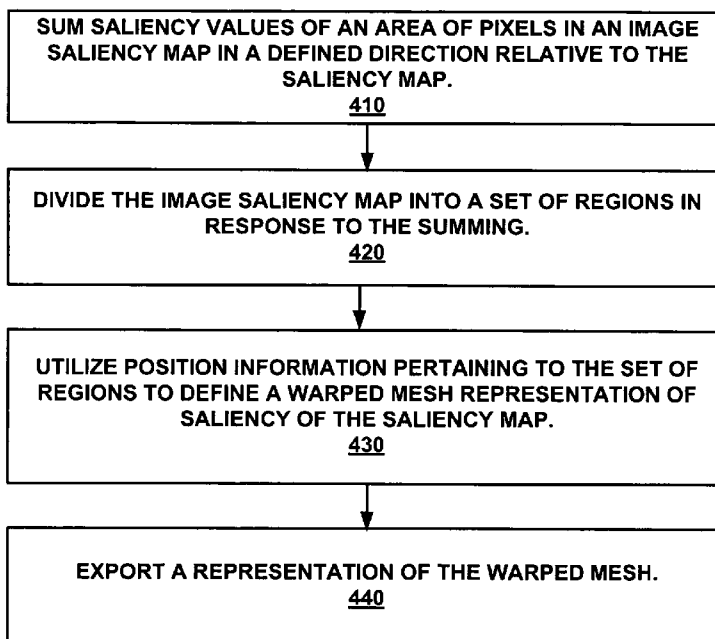 SUM SALIENCY VALUES OF AN AREA OF PIXELS IN AN IMAGE
SALIENCY MAP IN A DEFINED DIRECTION RELATIVE TO THE
SALIENCY MAP.
410
DIVIDE THE IMAGE SALIENCY MAP INTO A SET OF REGIONS IN
RESPONSE TO THE SUMMING.
420
UTILIZE POSITION INFORMATION PERTAINING TO THE SET OF
REGIONS TO DEFINE A WARPED MESH REPRESENTATION OF
SALIENCY OF THE SALIENCY MAP.
430
EXPORT A REPRESENTATION OF THE WARPED MESH.
440